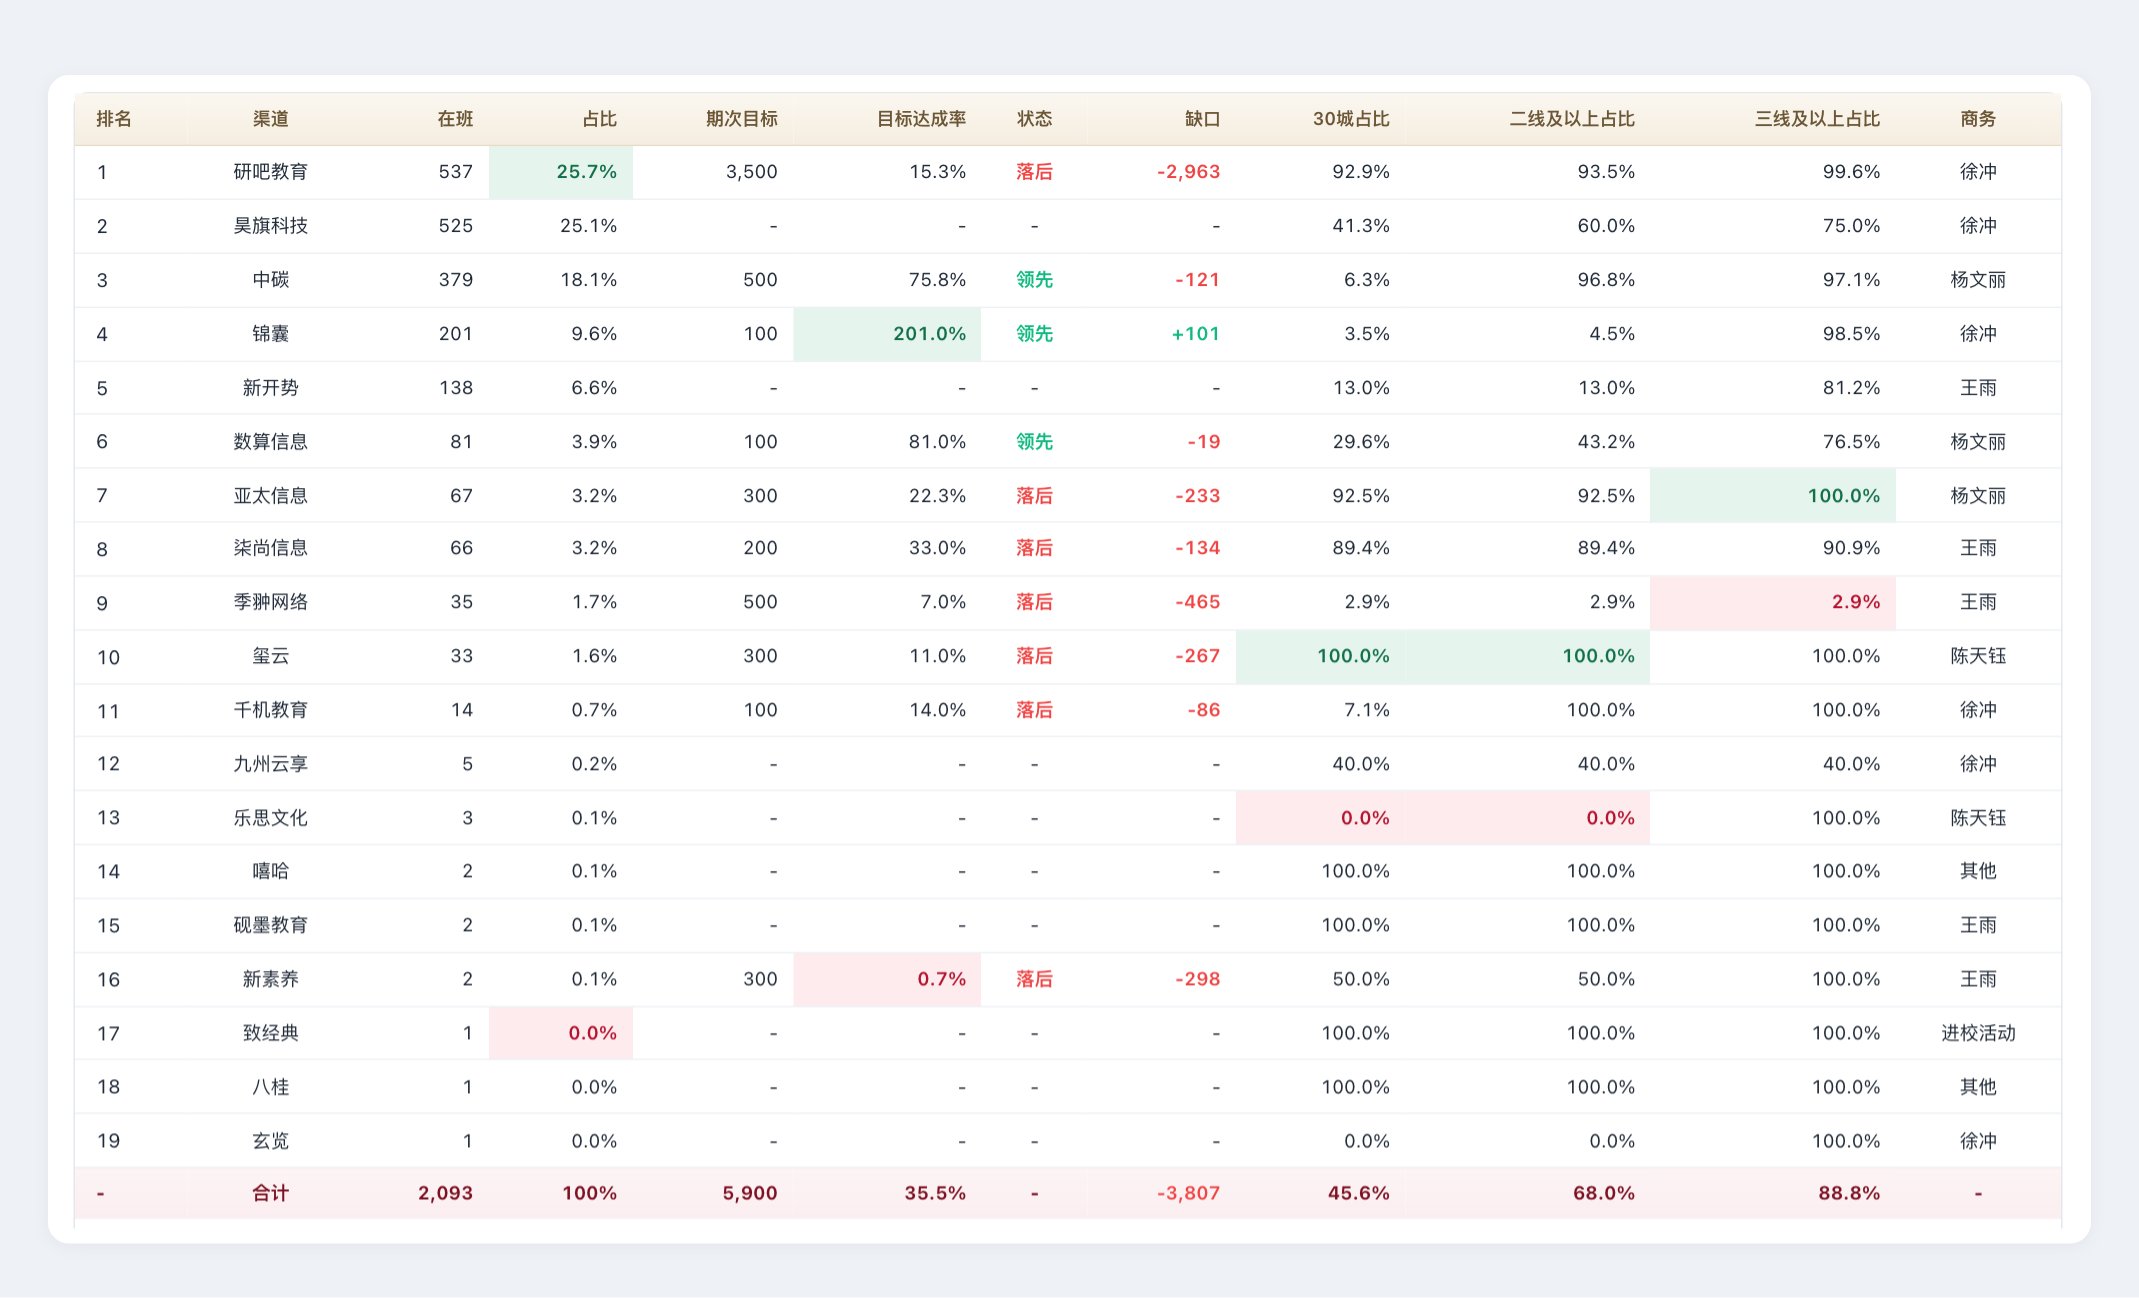 排名 渠道 在班 占比 期次目标 目标达成率 状态 缺口 30城占比 二线及以上占比 三线及以上占比 商务
1 研吧教育 537 25.7% 3,500 15.3% 落后 -2,963 92.9% 93.5% 99.6% 徐冲
2 昊旗科技 525 25.1% - - - - 41.3% 60.0% 75.0% 徐冲
3 中碳 379 18.1% 500 75.8% 领先 -121 6.3% 96.8% 97.1% 杨文丽
4 锦囊 201 9.6% 100 201.0% 领先 +101 3.5% 4.5% 98.5% 徐冲
5 新开势 138 6.6% - - - - 13.0% 13.0% 81.2% 王雨
6 数算信息 81 3.9% 100 81.0% 领先 -19 29.6% 43.2% 76.5% 杨文丽
7 亚太信息 67 3.2% 300 22.3% 落后 -233 92.5% 92.5% 100.0% 杨文丽
8 柒尚信息 66 3.2% 200 33.0% 落后 -134 89.4% 89.4% 90.9% 王雨
9 季翀网络 35 1.7% 500 7.0% 落后 -465 2.9% 2.9% 2.9% 王雨
10 玺云 33 1.6% 300 11.0% 落后 -267 100.0% 100.0% 100.0% 陈天钰
11 千机教育 14 0.7% 100 14.0% 落后 -86 7.1% 100.0% 100.0% 徐冲
12 九州云享 5 0.2% - - - - 40.0% 40.0% 40.0% 徐冲
13 乐思文化 3 0.1% - - - - 0.0% 0.0% 100.0% 陈天钰
14 嘻哈 2 0.1% - - - - 100.0% 100.0% 100.0% 其他
15 砚墨教育 2 0.1% - - - - 100.0% 100.0% 100.0% 王雨
16 新素养 2 0.1% 300 0.7% 落后 -298 50.0% 50.0% 100.0% 王雨
17 致经典 1 0.0% - - - - 100.0% 100.0% 100.0% 进校活动
18 八桂 1 0.0% - - - - 100.0% 100.0% 100.0% 其他
19 玄览 1 0.0% - - - - 0.0% 0.0% 100.0% 徐冲
- 合计 2,093 100% 5,900 35.5% - -3,807 45.6% 68.0% 88.8% -